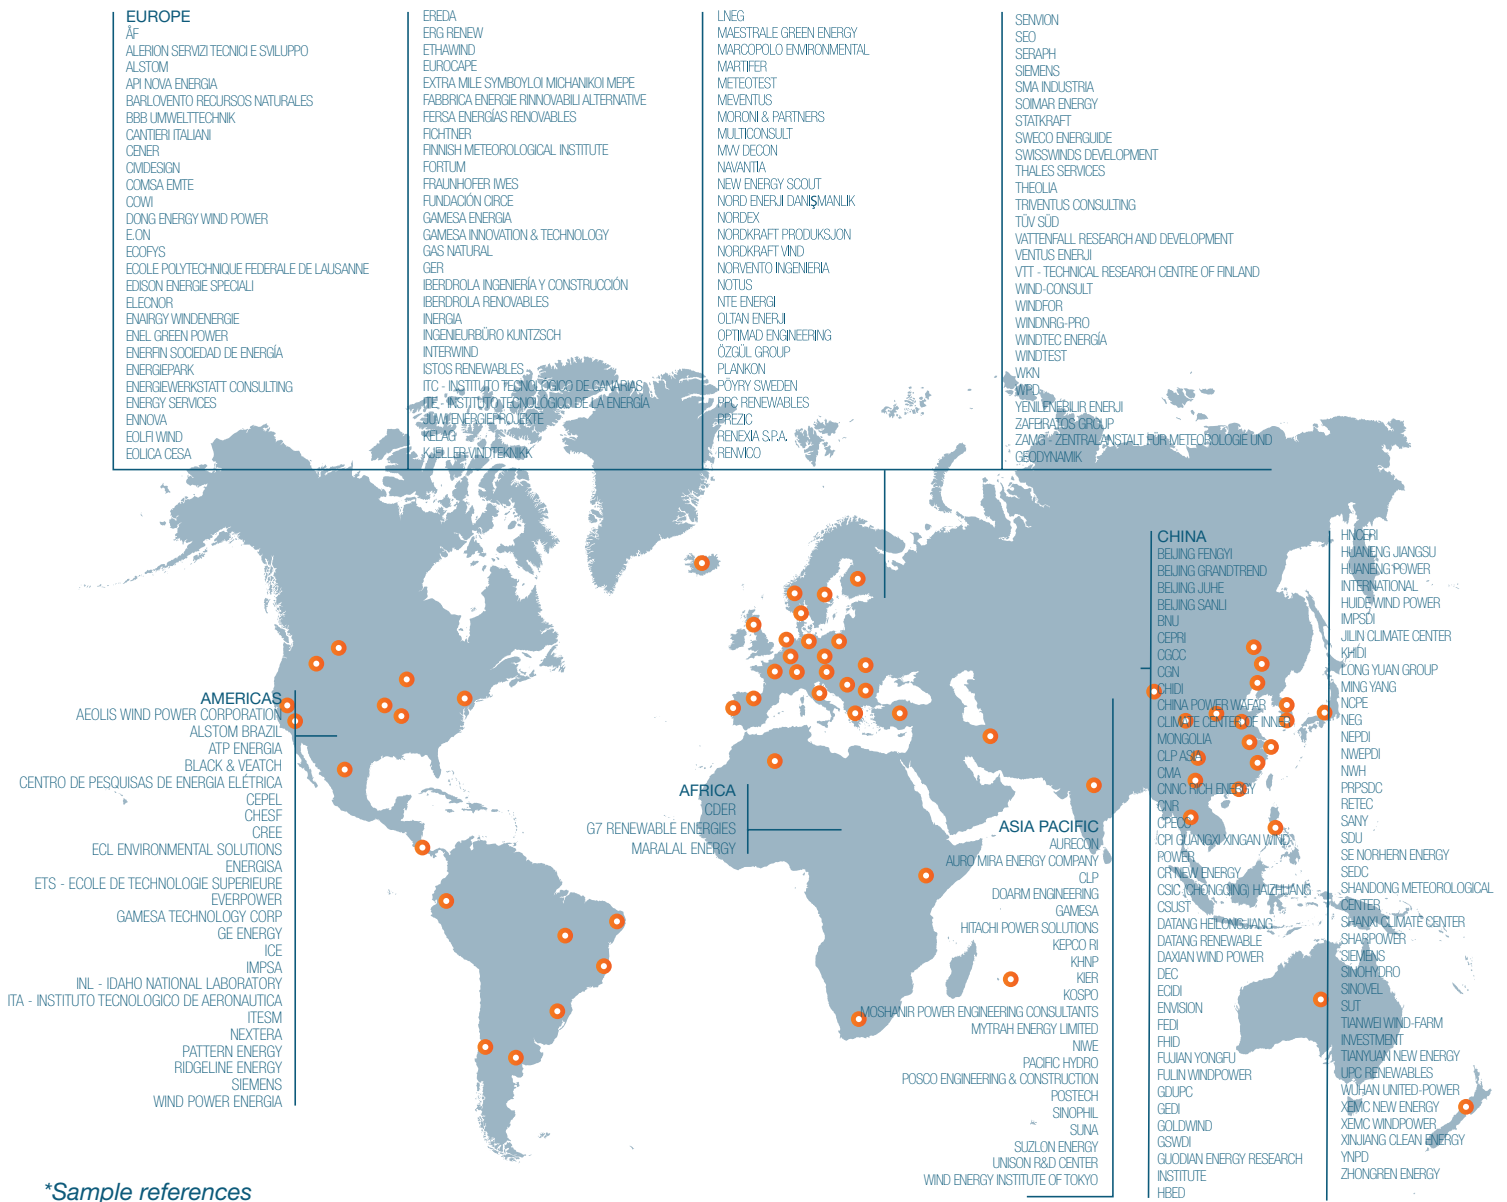 EUROPE
ÅF
ALERION SERVIZI TECNICI E SVILUPPO
ALSTOM
API NOVA ENERGIA
BARLOVENTO RECURSOS NATURALES
BBB UMWELTTECHNIK
CANTIERI ITALIANI
CENER
CMDESIGN
COMSA EMTE
COWI
DONG ENERGY WIND POWER
E.ON
ECOFYS
ECOLE POLYTECHNIQUE FEDERALE DE LAUSANNE
EDISON ENERGIE SPECIALI
ELECNOR
ENAIRGY WINDENERGIE
ENEL GREEN POWER
ENERFIN SOCIEDAD DE ENERGÍA
ENERGIEPARK
ENERGIEWERKSTATT CONSULTING
ENERGY SERVICES
ENNOVA
EOLFI WIND
EOLICA CESA
EREDA
ERG RENEW
ETHAWIND
EUROCAPE
EXTRA MILE SYMBOYLOI MICHANIKOI MEPE
FABBRICA ENERGIE RINNOVABILI ALTERNATIVE
FERSA ENERGÍAS RENOVABLES
FICHTNER
FINNISH METEOROLOGICAL INSTITUTE
FORTUM
FRAUNHOFER IWES
FUNDACIÓN CIRCE
GAMESA ENERGIA
GAMESA INNOVATION & TECHNOLOGY
GAS NATURAL
GER
IBERDROLA INGENIERÍA Y CONSTRUCCIÓN
IBERDROLA RENOVABLES
INERGIA
INGENIEURBÜRO KUNTZSCH
INTERWIND
ISTOS RENEWABLES
ITC - INSTITUTO TECNOLOGICO DE CANARIAS
ITE - INSTITUTO TECNOLÓGICO DE LA ENERGÍA
JUWI ENERGIEPROJEKTE
KELAG
KJELLER VINDTEKNIKK
LNEG
MAESTRALE GREEN ENERGY
MARCOPOLO ENVIRONMENTAL
MARTIFER
METEOTEST
MEVENTUS
MORONI & PARTNERS
MULTICONSULT
MVV DECON
NAVANTIA
NEW ENERGY SCOUT
NORD ENERJI DANIŞMANLIK
NORDEX
NORDKRAFT PRODUKSJON
NORDKRAFT VIND
NORVENTO INGENIERIA
NOTUS
NTE ENERGI
OLTAN ENERJI
OPTIMAD ENGINEERING
ÖZGÜL GROUP
PLANKON
PÖYRY SWEDEN
PPC RENEWABLES
PREZIC
RENEXIA S.P.A.
RENVICO
SENVION
SEO
SERAPH
SIEMENS
SMA INDUSTRIA
SOIMAR ENERGY
STATKRAFT
SWECO ENERGUIDE
SWISSWINDS DEVELOPMENT
THALES SERVICES
THEOLIA
TRIVENTUS CONSULTING
TÜV SÜD
VATTENFALL RESEARCH AND DEVELOPMENT
VENTUS ENERJI
VTT - TECHNICAL RESEARCH CENTRE OF FINLAND
WIND-CONSULT
WINDFOR
WINDNRG-PRO
WINDTEC ENERGÍA
WINDTEST
WKN
WPD
YENILENEBILIR ENERJI
ZAFEIRATOS GROUP
ZAMG - ZENTRALANSTALT FÜR METEOROLOGIE UND
GEODYNAMIK
AMERICAS
AEOLIS WIND POWER CORPORATION
ALSTOM BRAZIL
ATP ENERGIA
BLACK & VEATCH
CENTRO DE PESQUISAS DE ENERGIA ELÉTRICA
CEPEL
CHESF
CREE
ECL ENVIRONMENTAL SOLUTIONS
ENERGISA
ETS - ECOLE DE TECHNOLOGIE SUPERIEURE
EVERPOWER
GAMESA TECHNOLOGY CORP
GE ENERGY
ICE
IMPSA
INL - IDAHO NATIONAL LABORATORY
ITA - INSTITUTO TECNOLOGICO DE AERONAUTICA
ITESM
NEXTERA
PATTERN ENERGY
RIDGELINE ENERGY
SIEMENS
WIND POWER ENERGIA
AFRICA
CDER
G7 RENEWABLE ENERGIES
MARALAL ENERGY
ASIA PACIFIC
AURECON
AURO MIRA ENERGY COMPANY
CLP
DOARM ENGINEERING
GAMESA
HITACHI POWER SOLUTIONS
KEPCO RI
KHNP
KIER
KOSPO
MOSHANIR POWER ENGINEERING CONSULTANTS
MYTRAH ENERGY LIMITED
NIWE
PACIFIC HYDRO
POSCO ENGINEERING & CONSTRUCTION
POSTECH
SINOPHIL
SUNA
SUZLON ENERGY
UNISON R&D CENTER
WIND ENERGY INSTITUTE OF TOKYO
CHINA
BEIJING FENGYI
BEIJING GRANDTREND
BEIJING JUHE
BEIJING SANLI
BNU
CEPRI
CGCC
CGN
CHIDI
CHINA POWER WAFAR
CLIMATE CENTER OF INNER
MONGOLIA
CLP ASIA
CMA
CNNC RICH ENERGY
CNR
CPECC
CPI GUANGXI XINGAN WIND
POWER
CR NEW ENERGY
CSIC (CHONGQING) HAIZHUANG
CSUST
DATANG HEILONGJIANG
DATANG RENEWABLE
DAXIAN WIND POWER
DEC
ECIDI
ENVISION
FEDI
FHID
FUJIAN YONGFU
FULIN WINDPOWER
GDUPC
GEDI
GOLDWIND
GSWDI
GUODIAN ENERGY RESEARCH
INSTITUTE
HBED
HNCERI
HUANENG JIANGSU
HUANENG POWER
INTERNATIONAL
HUIDE WIND POWER
IMPSDI
JILIN CLIMATE CENTER
KHIDI
LONG YUAN GROUP
MING YANG
NCPE
NEG
NEPDI
NWEPDI
NWH
PRPSDC
RETEC
SANY
SDU
SE NORHERN ENERGY
SEDC
SHANDONG METEOROLOGICAL
CENTER
SHANXI CLIMATE CENTER
SHARPOWER
SIEMENS
SINOHYDRO
SINOVEL
SUT
TIANWEI WIND-FARM
INVESTMENT
TIANYUAN NEW ENERGY
UPC RENEWABLES
WUHAN UNITED-POWER
XEMC NEW ENERGY
XEMC WINDPOWER
XINJIANG CLEAN ENERGY
YNPD
ZHONGREN ENERGY
*Sample references